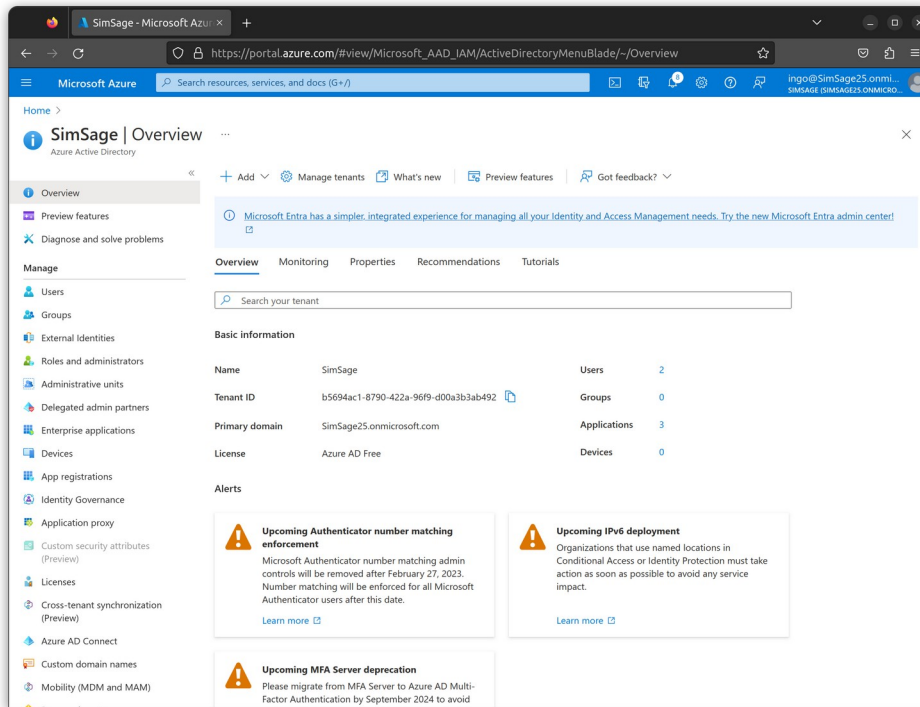 SimSage - Microsoft Azur
https://portal.azure.com/#view/Microsoft_AAD_IAM/ActiveDirectoryMenuBlade/~/Overview
Microsoft Azure
Search resources, services, and docs (G+/)
8
ingo@SimSage25.onmi...
SIMSAGE (SIMSAGE25.ONMICRO...
Home >
SimSage | Overview ...
Azure Active Directory
«
Overview
Preview features
Diagnose and solve problems
Manage
Users
Groups
External Identities
Roles and administrators
Administrative units
Delegated admin partners
Enterprise applications
Devices
App registrations
Identity Governance
Application proxy
Custom security attributes
(Preview)
Licenses
Cross-tenant synchronization
(Preview)
Azure AD Connect
Custom domain names
Mobility (MDM and MAM)
Add
Manage tenants
What's new
Preview features
Got feedback?
Microsoft Entra has a simpler, integrated experience for managing all your Identity and Access Management needs. Try the new Microsoft Entra admin center!
Overview Monitoring Properties Recommendations Tutorials
Search your tenant
Basic information
Name SimSage Users 2
Tenant ID b5694ac1-8790-422a-96f9-d00a3b3ab492 Groups 0
Primary domain SimSage25.onmicrosoft.com Applications 3
License Azure AD Free Devices 0
Alerts
Upcoming Authenticator number matching
enforcement
Microsoft Authenticator number matching admin
controls will be removed after February 27, 2023.
Number matching will be enforced for all Microsoft
Authenticator users after this date.
Learn more
Upcoming IPv6 deployment
Organizations that use named locations in
Conditional Access or Identity Protection must take
action as soon as possible to avoid any service
impact.
Learn more
Upcoming MFA Server deprecation
Please migrate from MFA Server to Azure AD Multi-
Factor Authentication by September 2024 to avoid